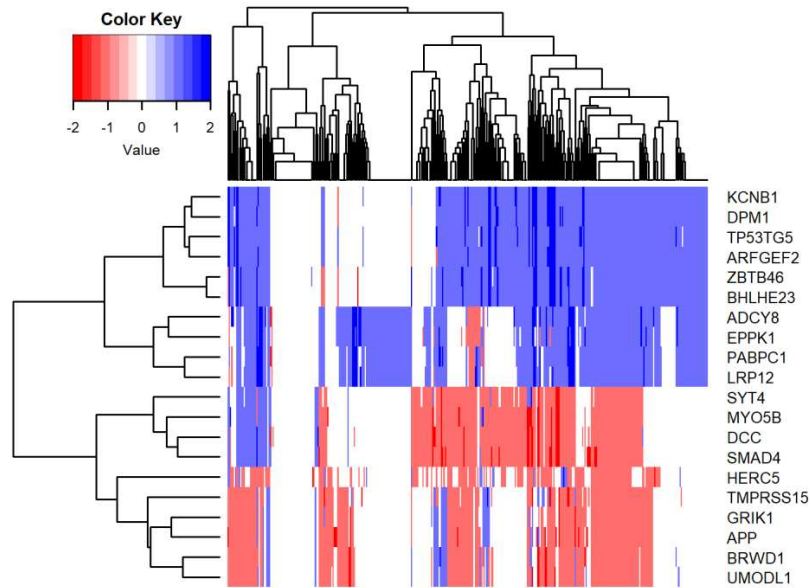 Color Key
-2 -1 0 1 2
Value
KCNB1
DPM1
TP53TG5
ARFGEF2
ZBTB46
BHLHE23
ADCY8
EPPK1
PABPC1
LRP12
SYT4
MYO5B
DCC
SMAD4
HERC5
TMPRSS15
GRIK1
APP
BRWD1
UMODL1